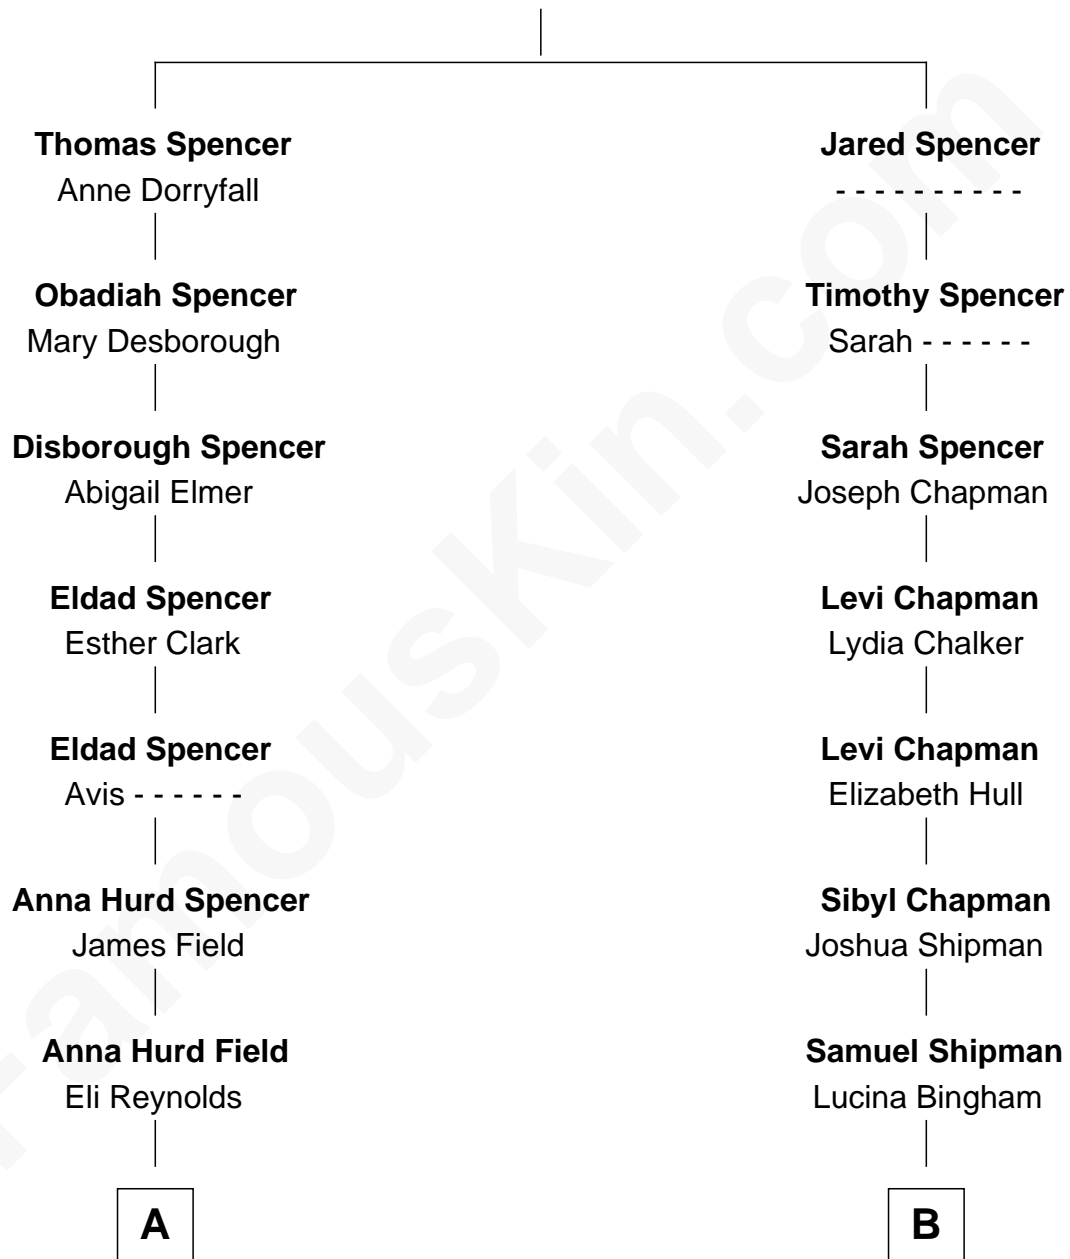 Thomas Spencer
Anne Dorryfall
Obadiah Spencer
Mary Desborough
Disborough Spencer
Abigail Elmer
Eldad Spencer
Esther Clark
Eldad Spencer
Avis - - - - - -
Anna Hurd Spencer
James Field
Anna Hurd Field
Eli Reynolds
A
Jared Spencer
- - - - - - - - - -
Timothy Spencer
Sarah - - - - - -
Sarah Spencer
Joseph Chapman
Levi Chapman
Lydia Chalker
Levi Chapman
Elizabeth Hull
Sibyl Chapman
Joshua Shipman
Samuel Shipman
Lucina Bingham
B
FamousKin.com